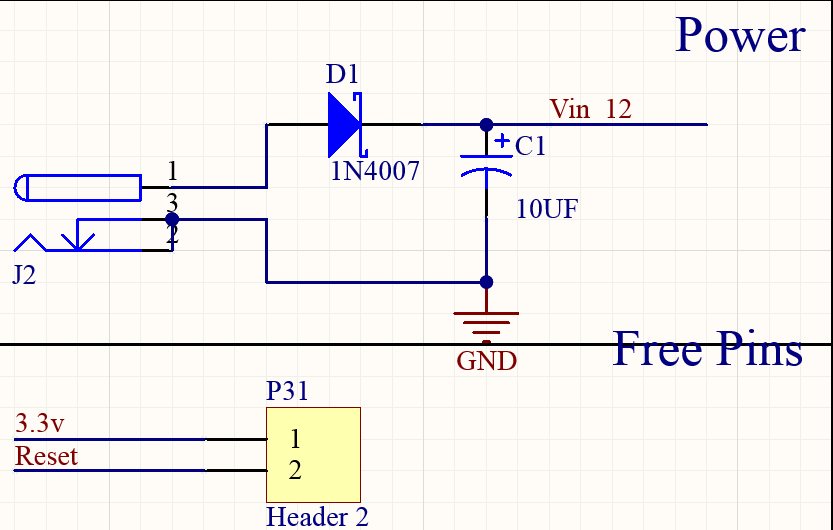 Power
D1
Vin 12
+
C1
1N4007
1
3
2
10UF
J2
Free Pins
GND
P31
3.3v
1
Reset
2
Header 2